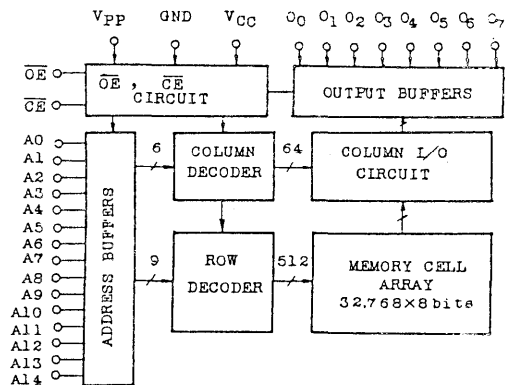 VPP GND VCC O0 O1 O2 O3 O4 O5 O6 O7
OE
CE
OE , CE
CIRCUIT
OUTPUT BUFFERS
A0
A1
A2
A3
A4
A5
A6
A7
A8
A9
A10
A11
A12
A13
A14
ADDRESS BUFFERS
6
COLUMN
DECODER
64
COLUMN I/O
CIRCUIT
9
ROW
DECODER
512
MEMORY CELL
ARRAY
32,768×8bits